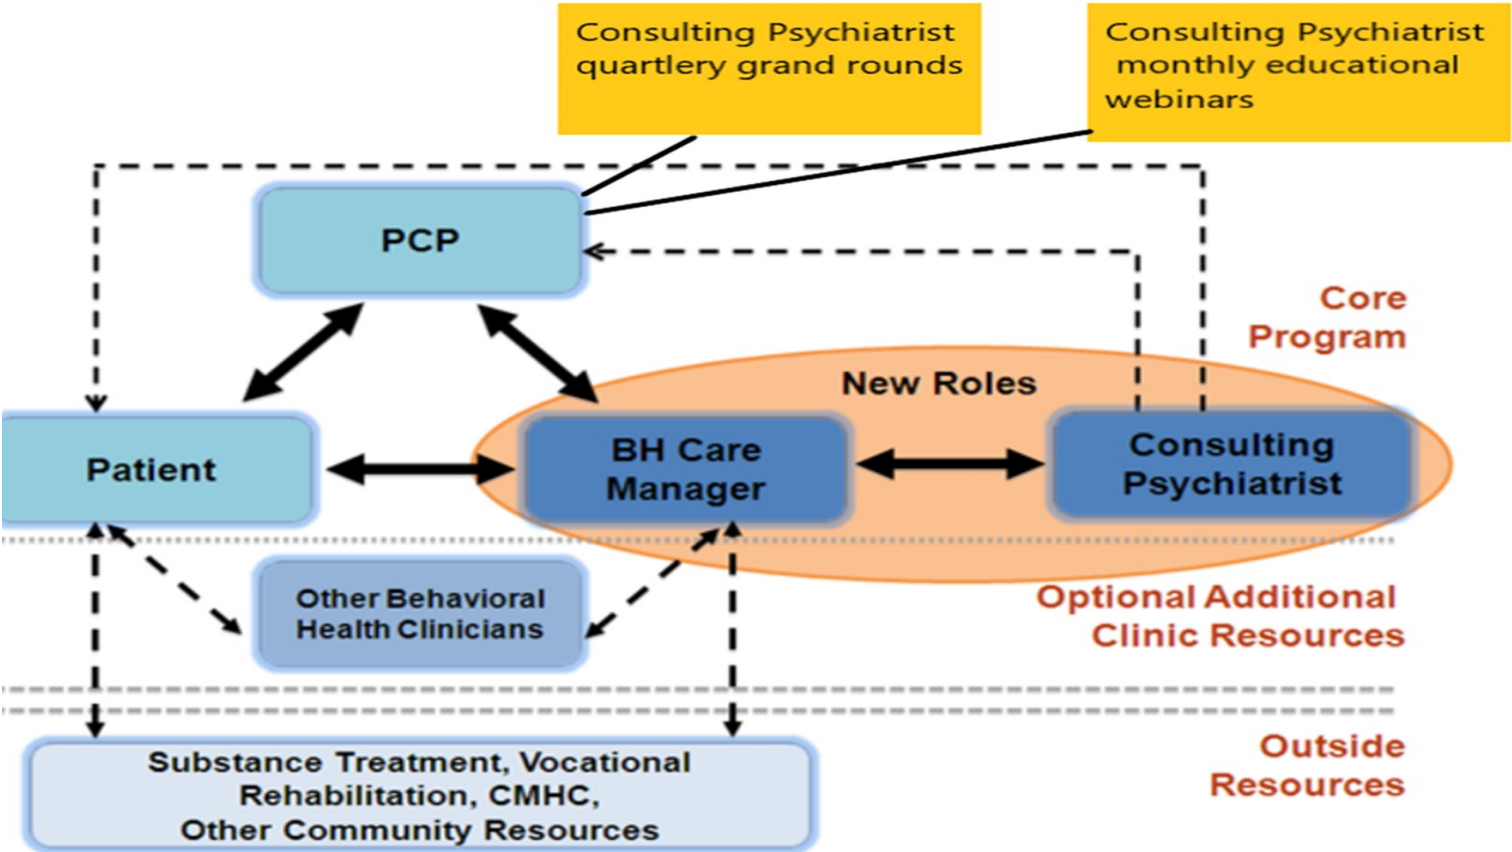 Consulting Psychiatrist
quartlery grand rounds
Consulting Psychiatrist
monthly educational
webinars
PCP
Core
Program
New Roles
Patient
BH Care
Manager
Consulting
Psychiatrist
Other Behavioral
Health Clinicians
Optional Additional
Clinic Resources
Outside
Resources
Substance Treatment, Vocational
Rehabilitation, CMHC,
Other Community Resources